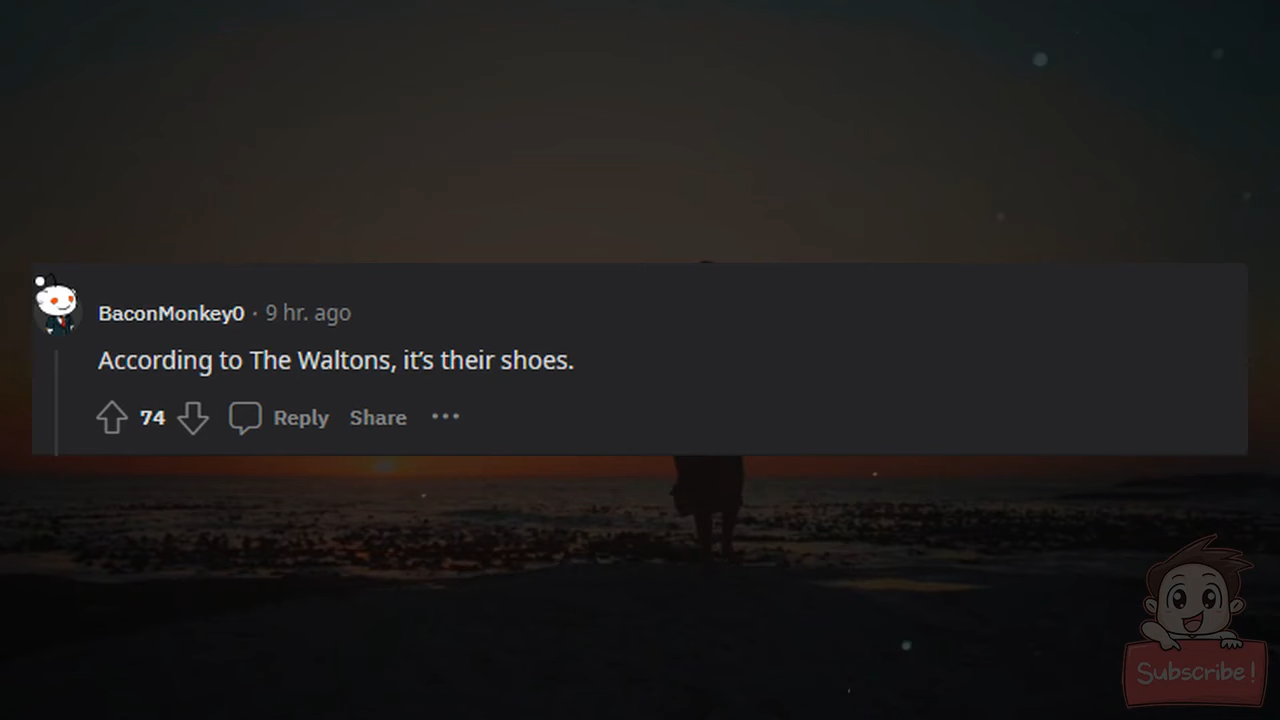 BaconMonkey0 · 9 hr. ago
According to The Waltons, it’s their shoes.
74 Reply Share ···
Subscribe!